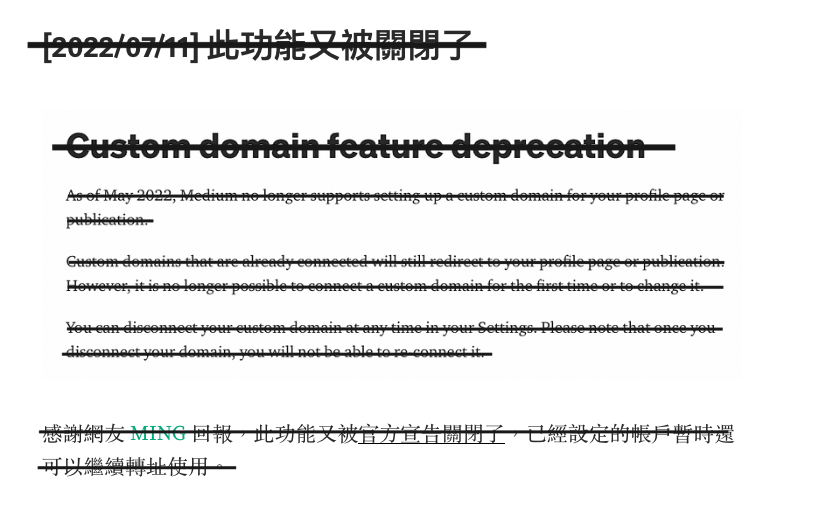 [2022/07/11] 此功能又被關閉了
Custom domain feature deprecation
As of May 2022, Medium no longer supports setting up a custom domain for your profile page or
publication.
Custom domains that are already connected will still redirect to your profile page or publication.
However, it is no longer possible to connect a custom domain for the first time or to change it.
You can disconnect your custom domain at any time in your Settings. Please note that once you
disconnect your domain, you will not be able to re-connect it.
感謝網友 MING 回報，此功能又被官方宣告關閉了，已經設定的帳戶暫時還
可以繼續轉址使用。